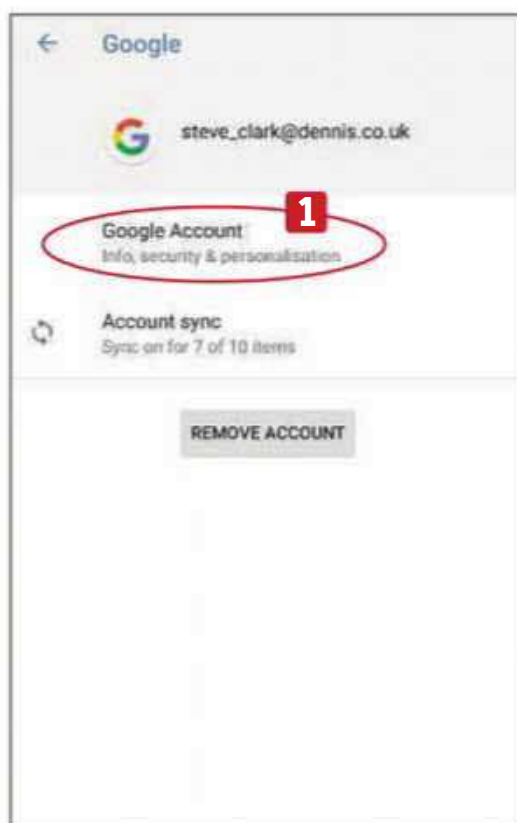 Google
steve_clark@dennis.co.uk
1
Google Account
Info, security & personalisation
Account sync
Sync on for 7 of 10 items
REMOVE ACCOUNT